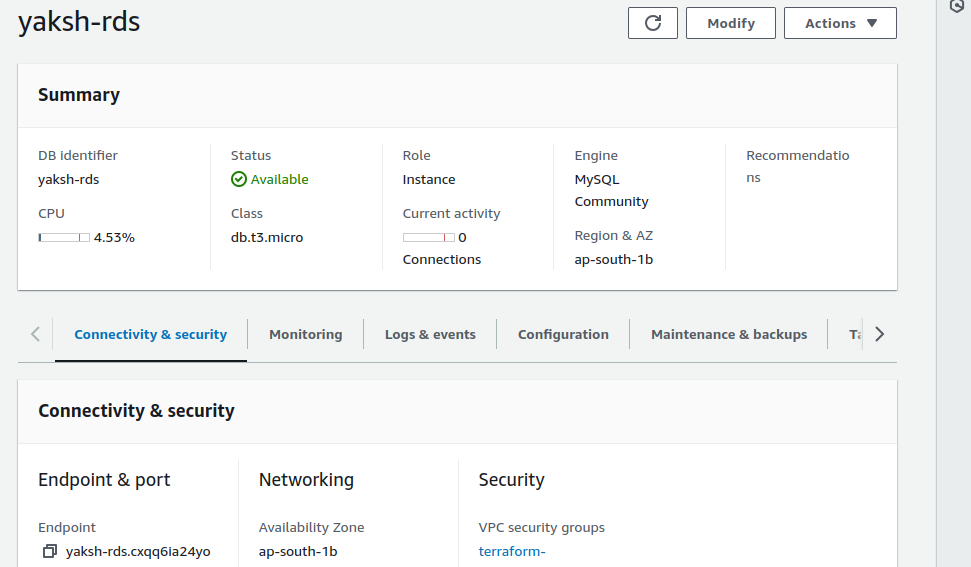 yaksh-rds
Modify
Actions
Summary
DB identifier
yaksh-rds
CPU
4.53%
Status
Available
Class
db.t3.micro
Role
Instance
Current activity
0
Connections
Engine
MySQL
Community
Region & AZ
ap-south-1b
Recommendatio
ns
Connectivity & security
Monitoring
Logs & events
Configuration
Maintenance & backups
Connectivity & security
Endpoint & port
Endpoint
yaksh-rds.cxqq6ia24yo
Networking
Availability Zone
ap-south-1b
Security
VPC security groups
terraform-